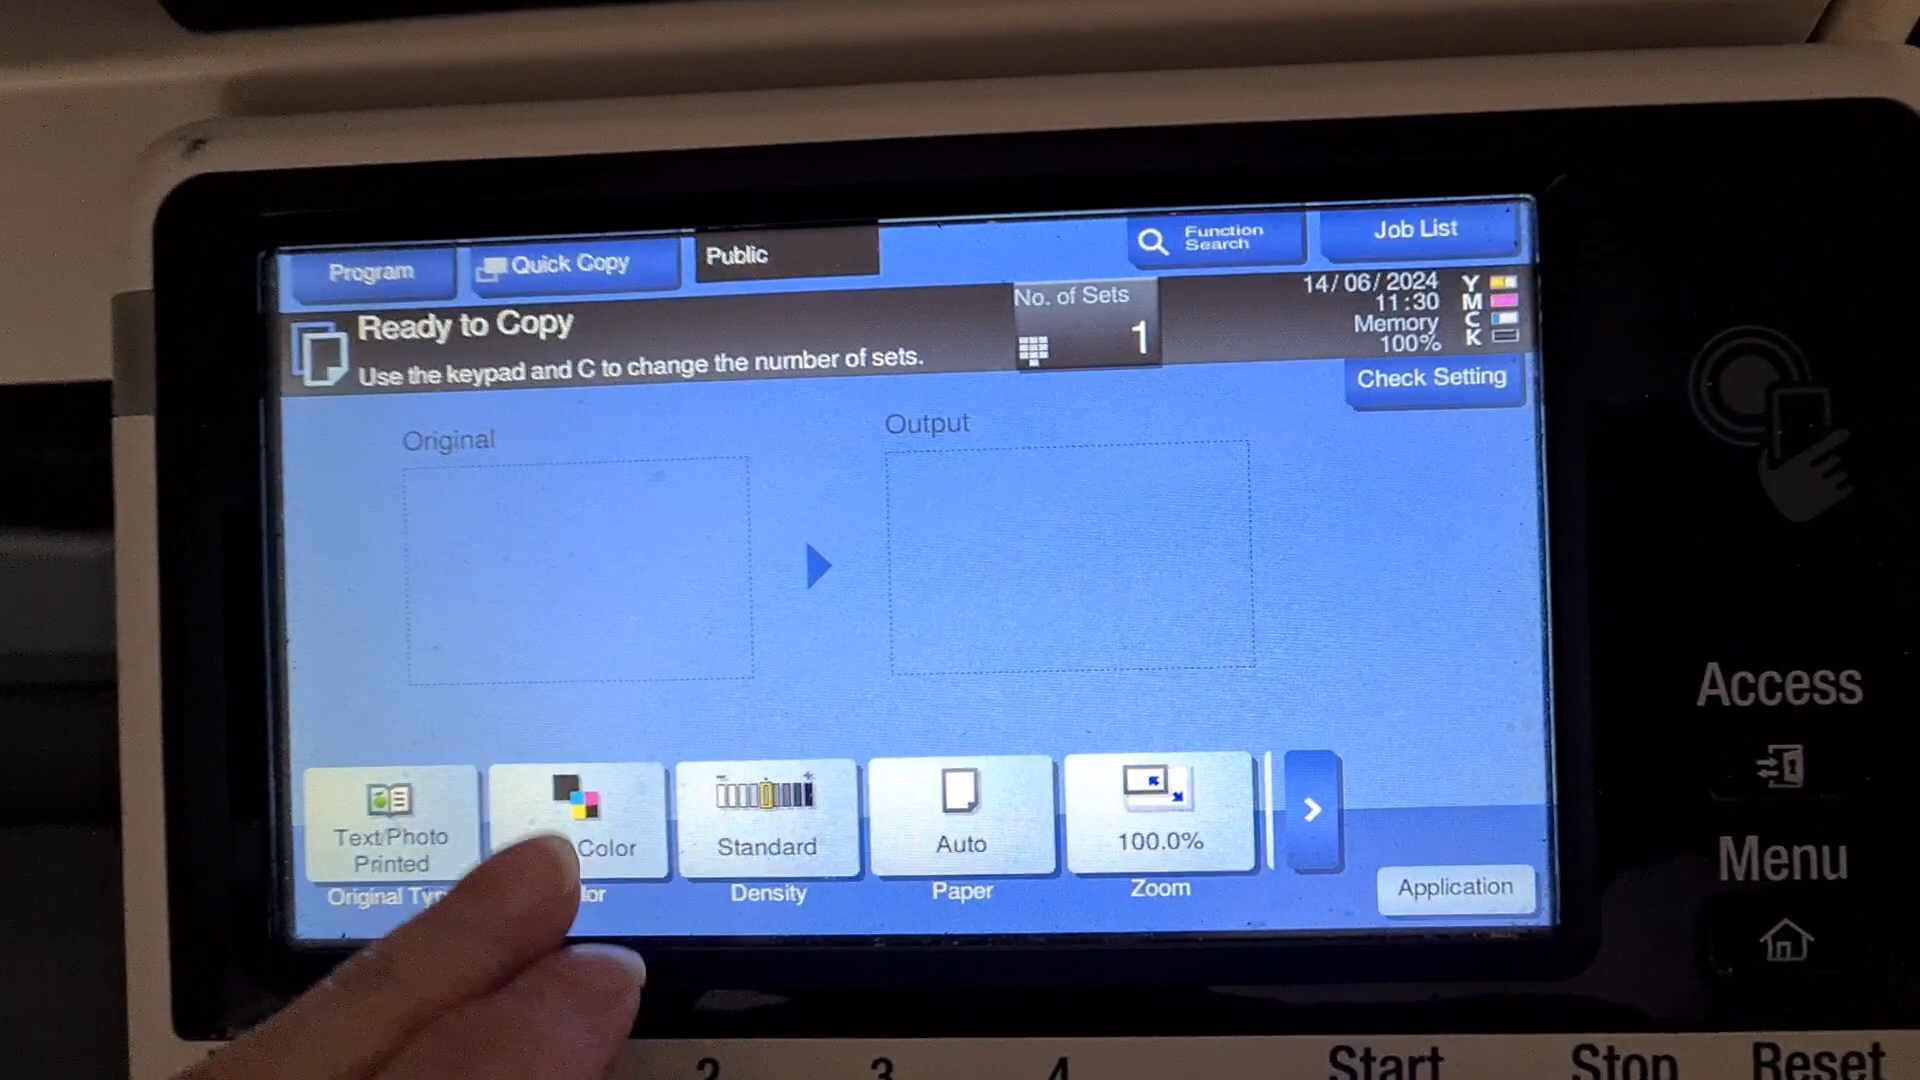 Program
Quick Copy
Public
Function
Search
Job List
Ready to Copy
Use the keypad and C to change the number of sets.
No. of Sets
1
14/06/2024
11:30
Memory
100%
Y
M
C
K
Check Setting
Original
Output
Text/Photo
Printed
Color
Standard
Auto
100.0%
Original
Density
Paper
Zoom
Application
Access
Menu
2
3
4
Start
Stop
Reset